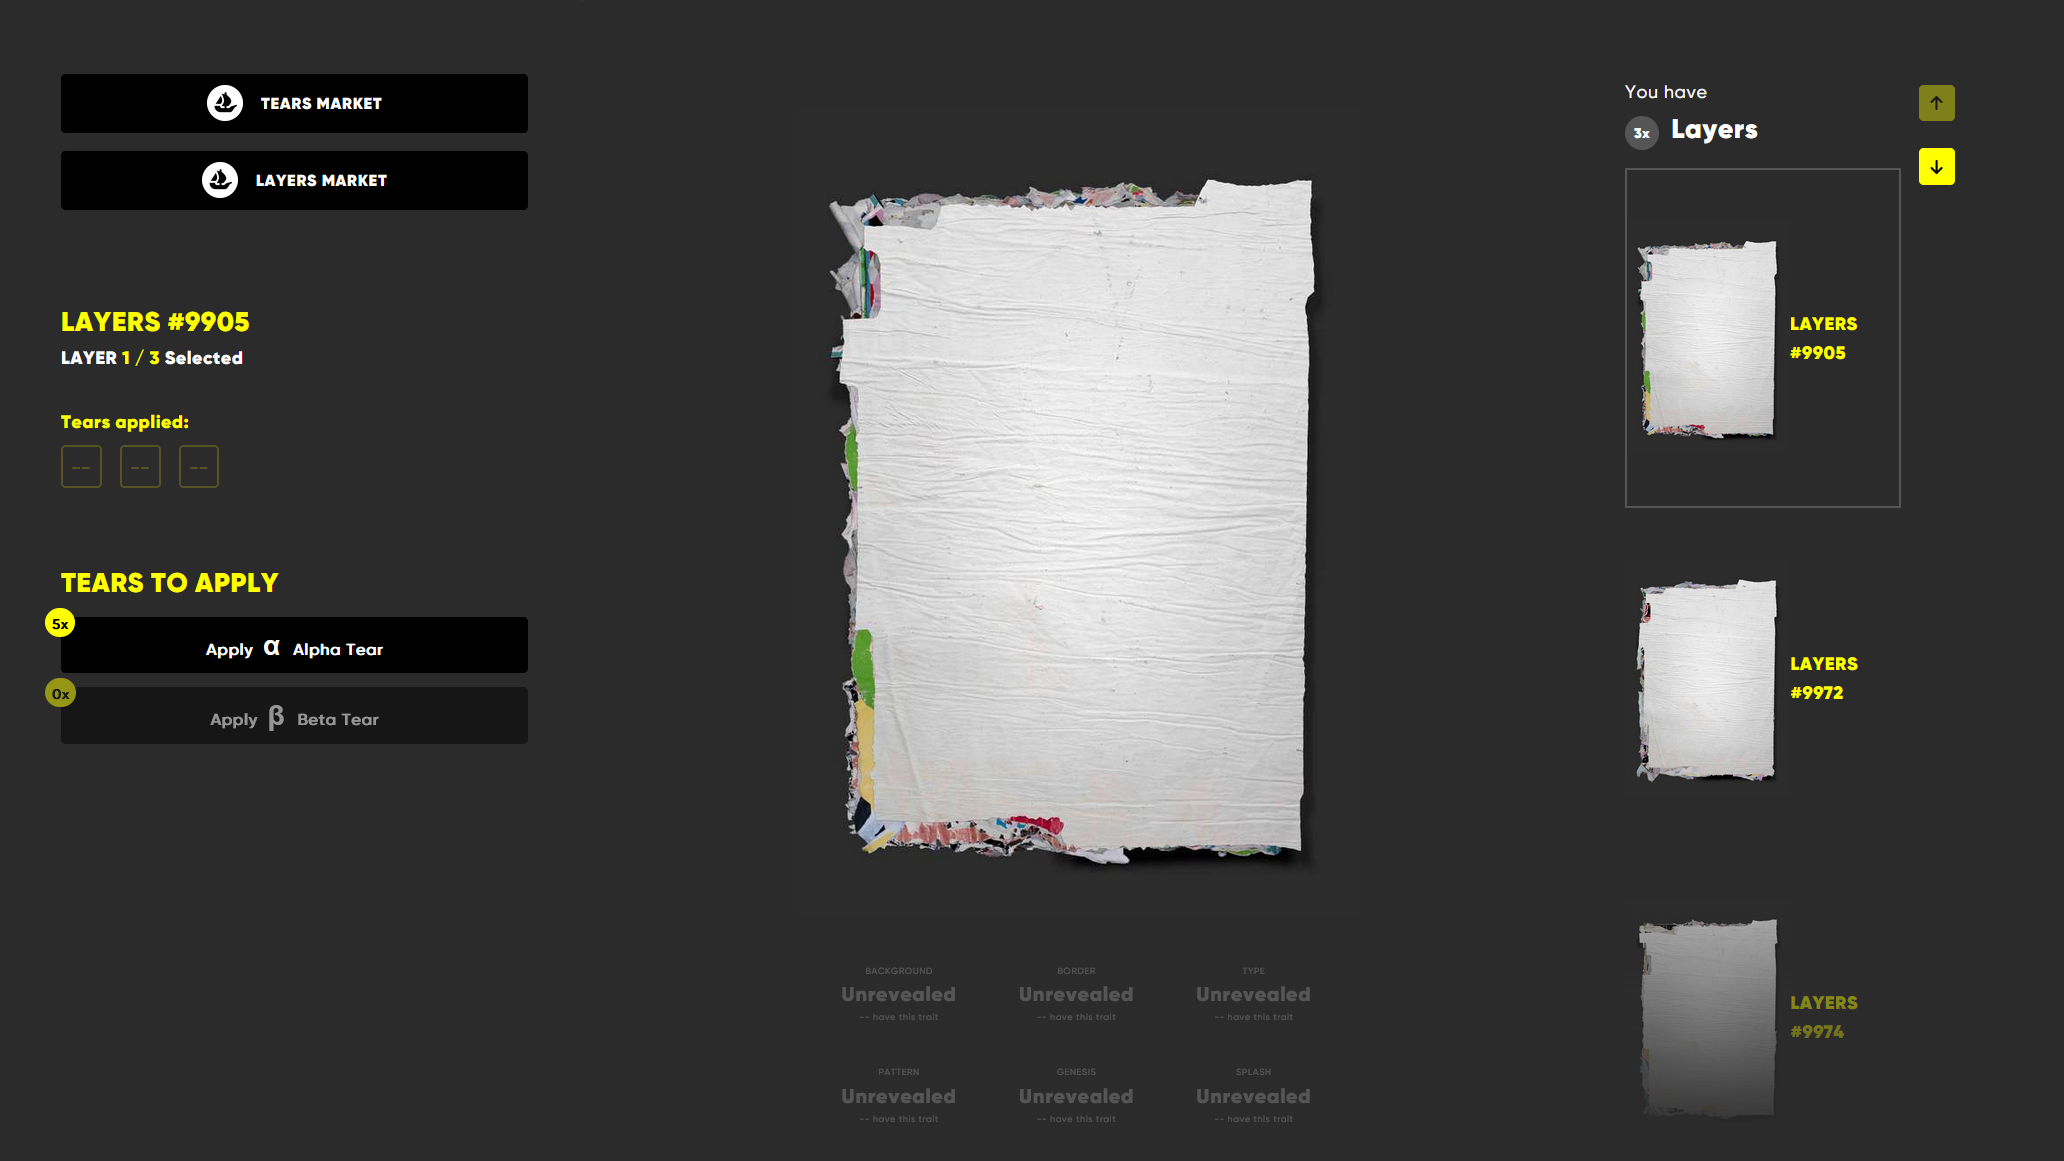 TEARS MARKET
LAYERS MARKET
LAYERS #9905
LAYER 1 / 3 Selected
Tears applied:
-- -- --
TEARS TO APPLY
5x
Apply α Alpha Tear
0x
Apply β Beta Tear
BACKGROUND BORDER TYPE
Unrevealed Unrevealed Unrevealed
-- have this trait -- have this trait -- have this trait
PATTERN GENESIS SPLASH
Unrevealed Unrevealed Unrevealed
-- have this trait -- have this trait -- have this trait
You have
3x Layers
LAYERS
#9905
LAYERS
#9972
LAYERS
#9974